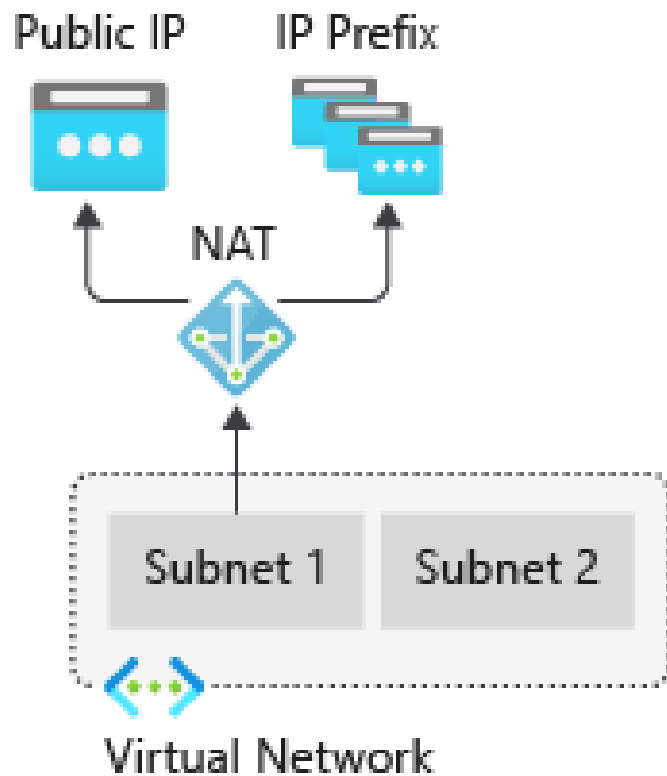 Public IP
IP Prefix
NAT
Subnet 1
Subnet 2
Virtual Network